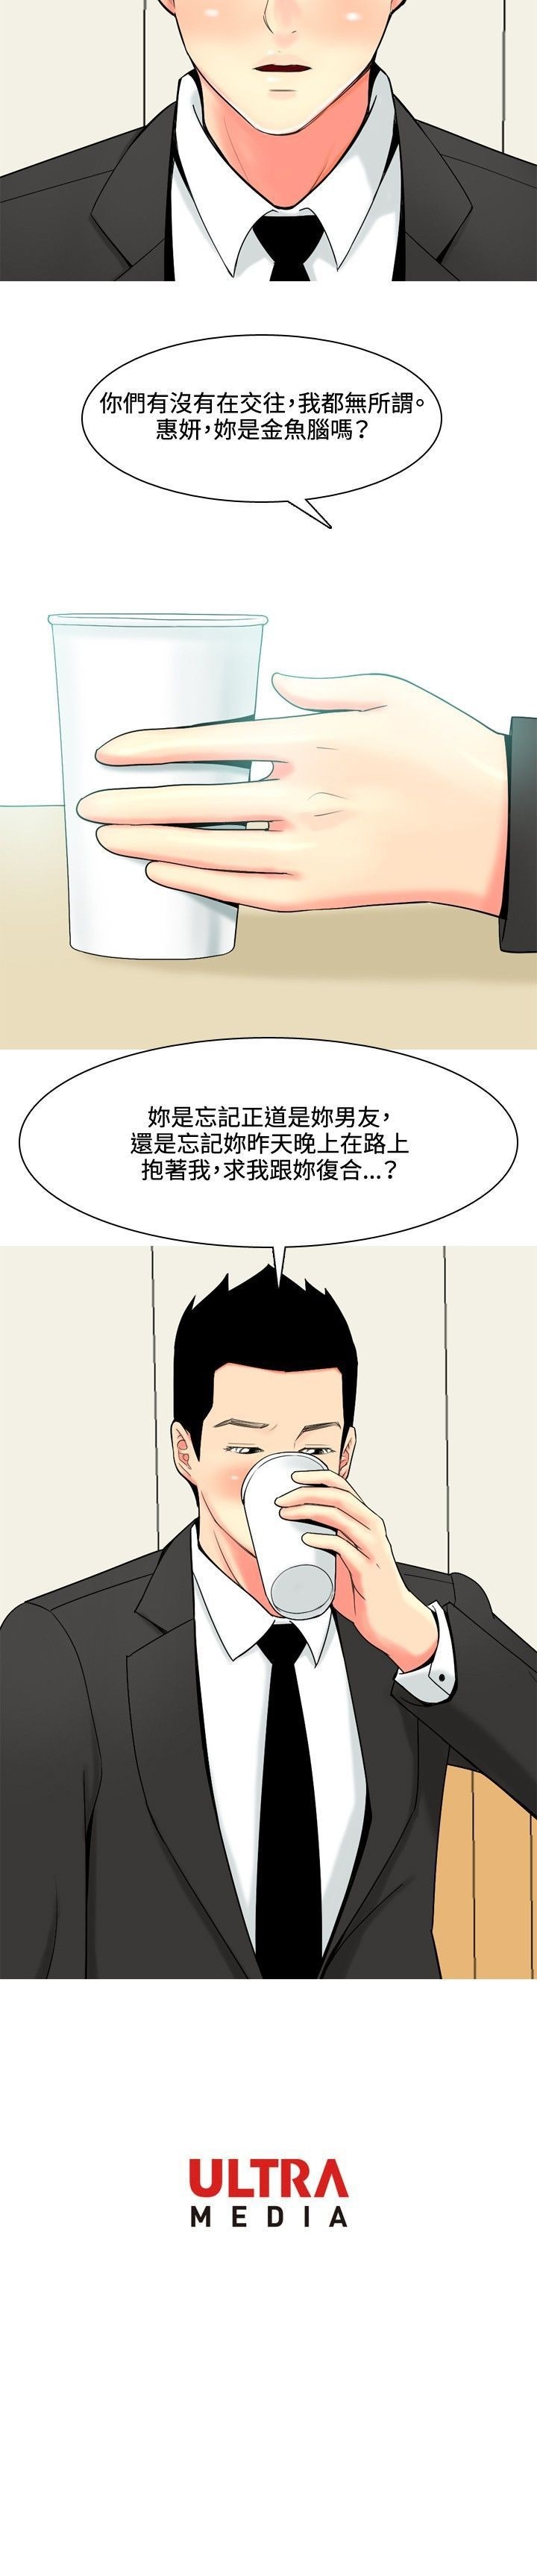 你們有沒有在交往，我都無所謂。
惠妍，妳是金魚腦嗎？
妳是忘記正道是妳男友，
還是忘記妳昨天晚上在路上
抱著我，求我跟妳復合...？
ULTRA
MEDIA